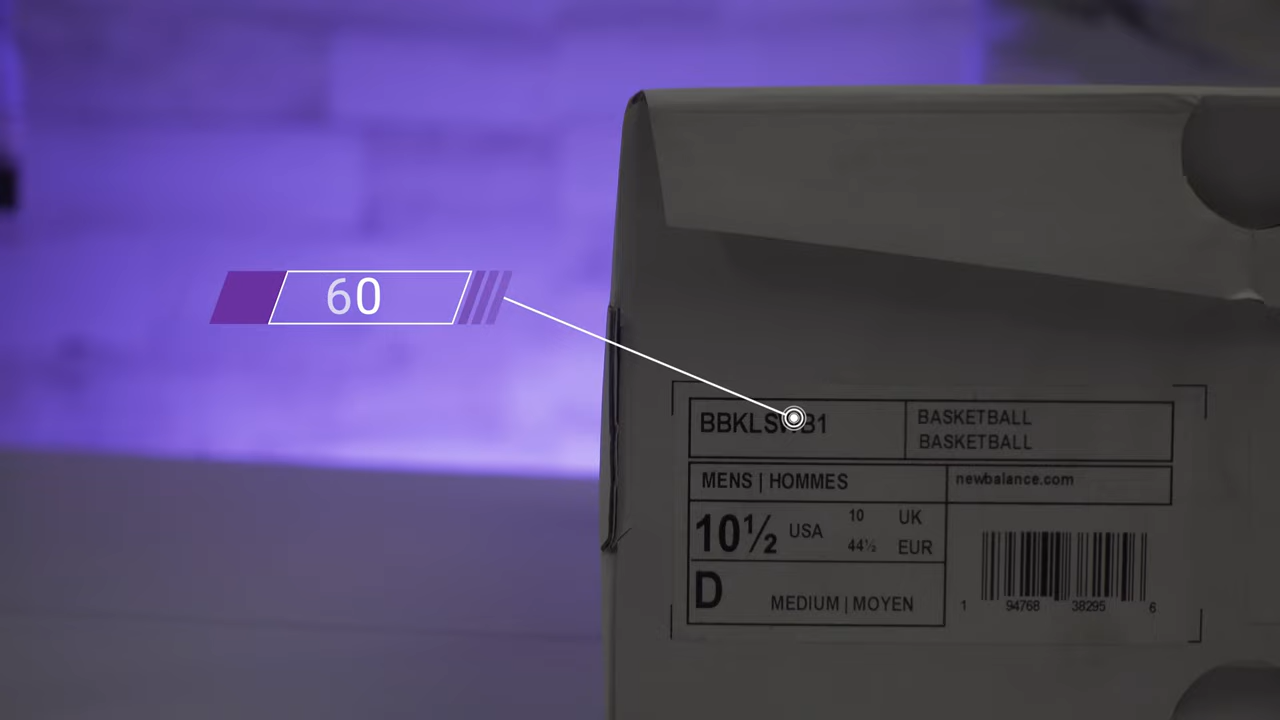 60
BBKLSWB1
BASKETBALL
BASKETBALL
MENS | HOMMES
newbalance.com
10½ USA 10 UK
44½ EUR
D MEDIUM | MOYEN
1 94768 38295 6